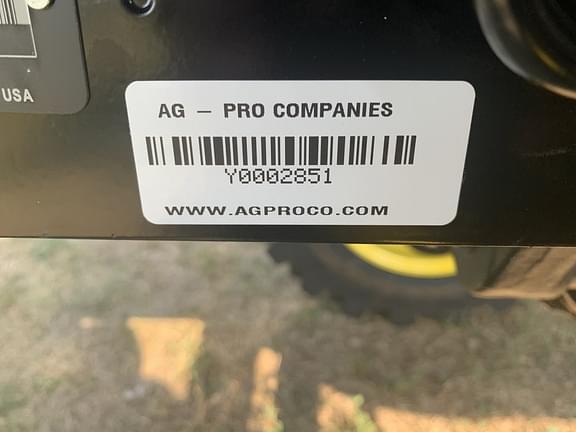 USA
AG – PRO COMPANIES
Y0002851
WWW.AGPROCO.COM